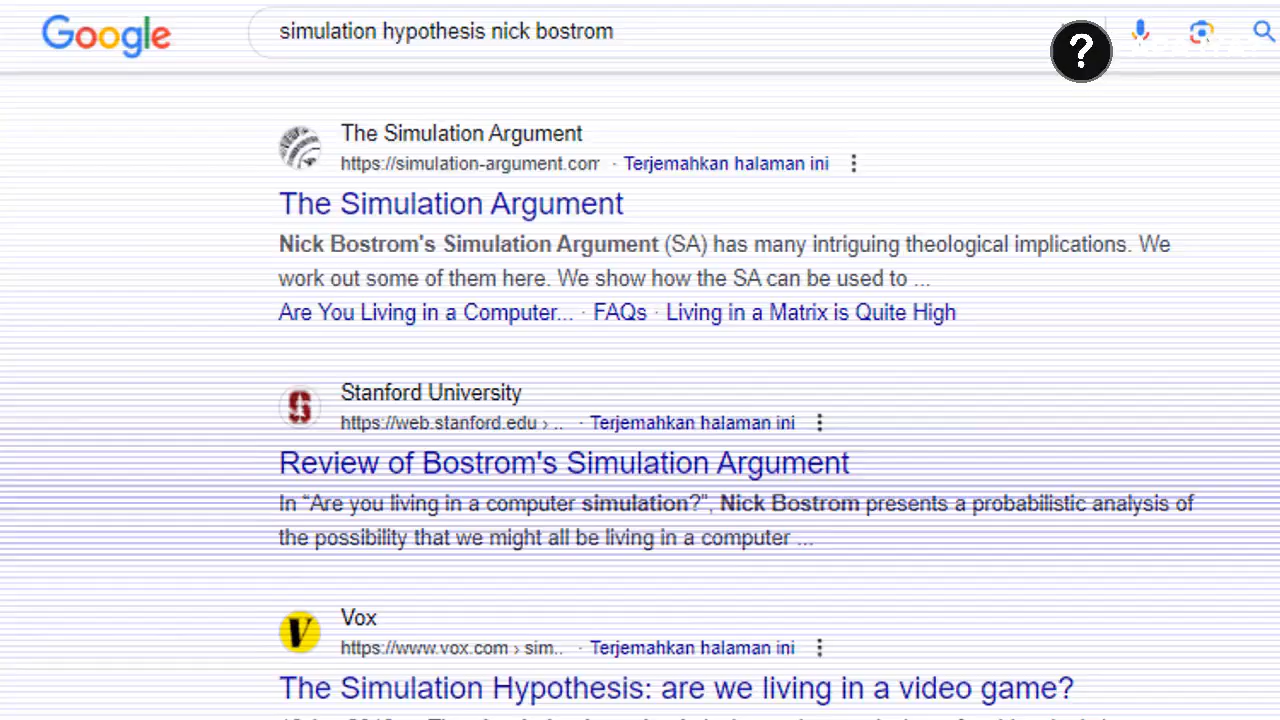 Google
simulation hypothesis nick bostrom
?
The Simulation Argument
https://simulation-argument.com · Terjemahkan halaman ini
The Simulation Argument
Nick Bostrom's Simulation Argument (SA) has many intriguing theological implications. We
work out some of them here. We show how the SA can be used to ...
Are You Living in a Computer... · FAQs · Living in a Matrix is Quite High
Stanford University
https://web.stanford.edu › .. · Terjemahkan halaman ini
Review of Bostrom's Simulation Argument
In “Are you living in a computer simulation?”, Nick Bostrom presents a probabilistic analysis of
the possibility that we might all be living in a computer ...
V
Vox
https://www.vox.com › sim.. · Terjemahkan halaman ini
The Simulation Hypothesis: are we living in a video game?